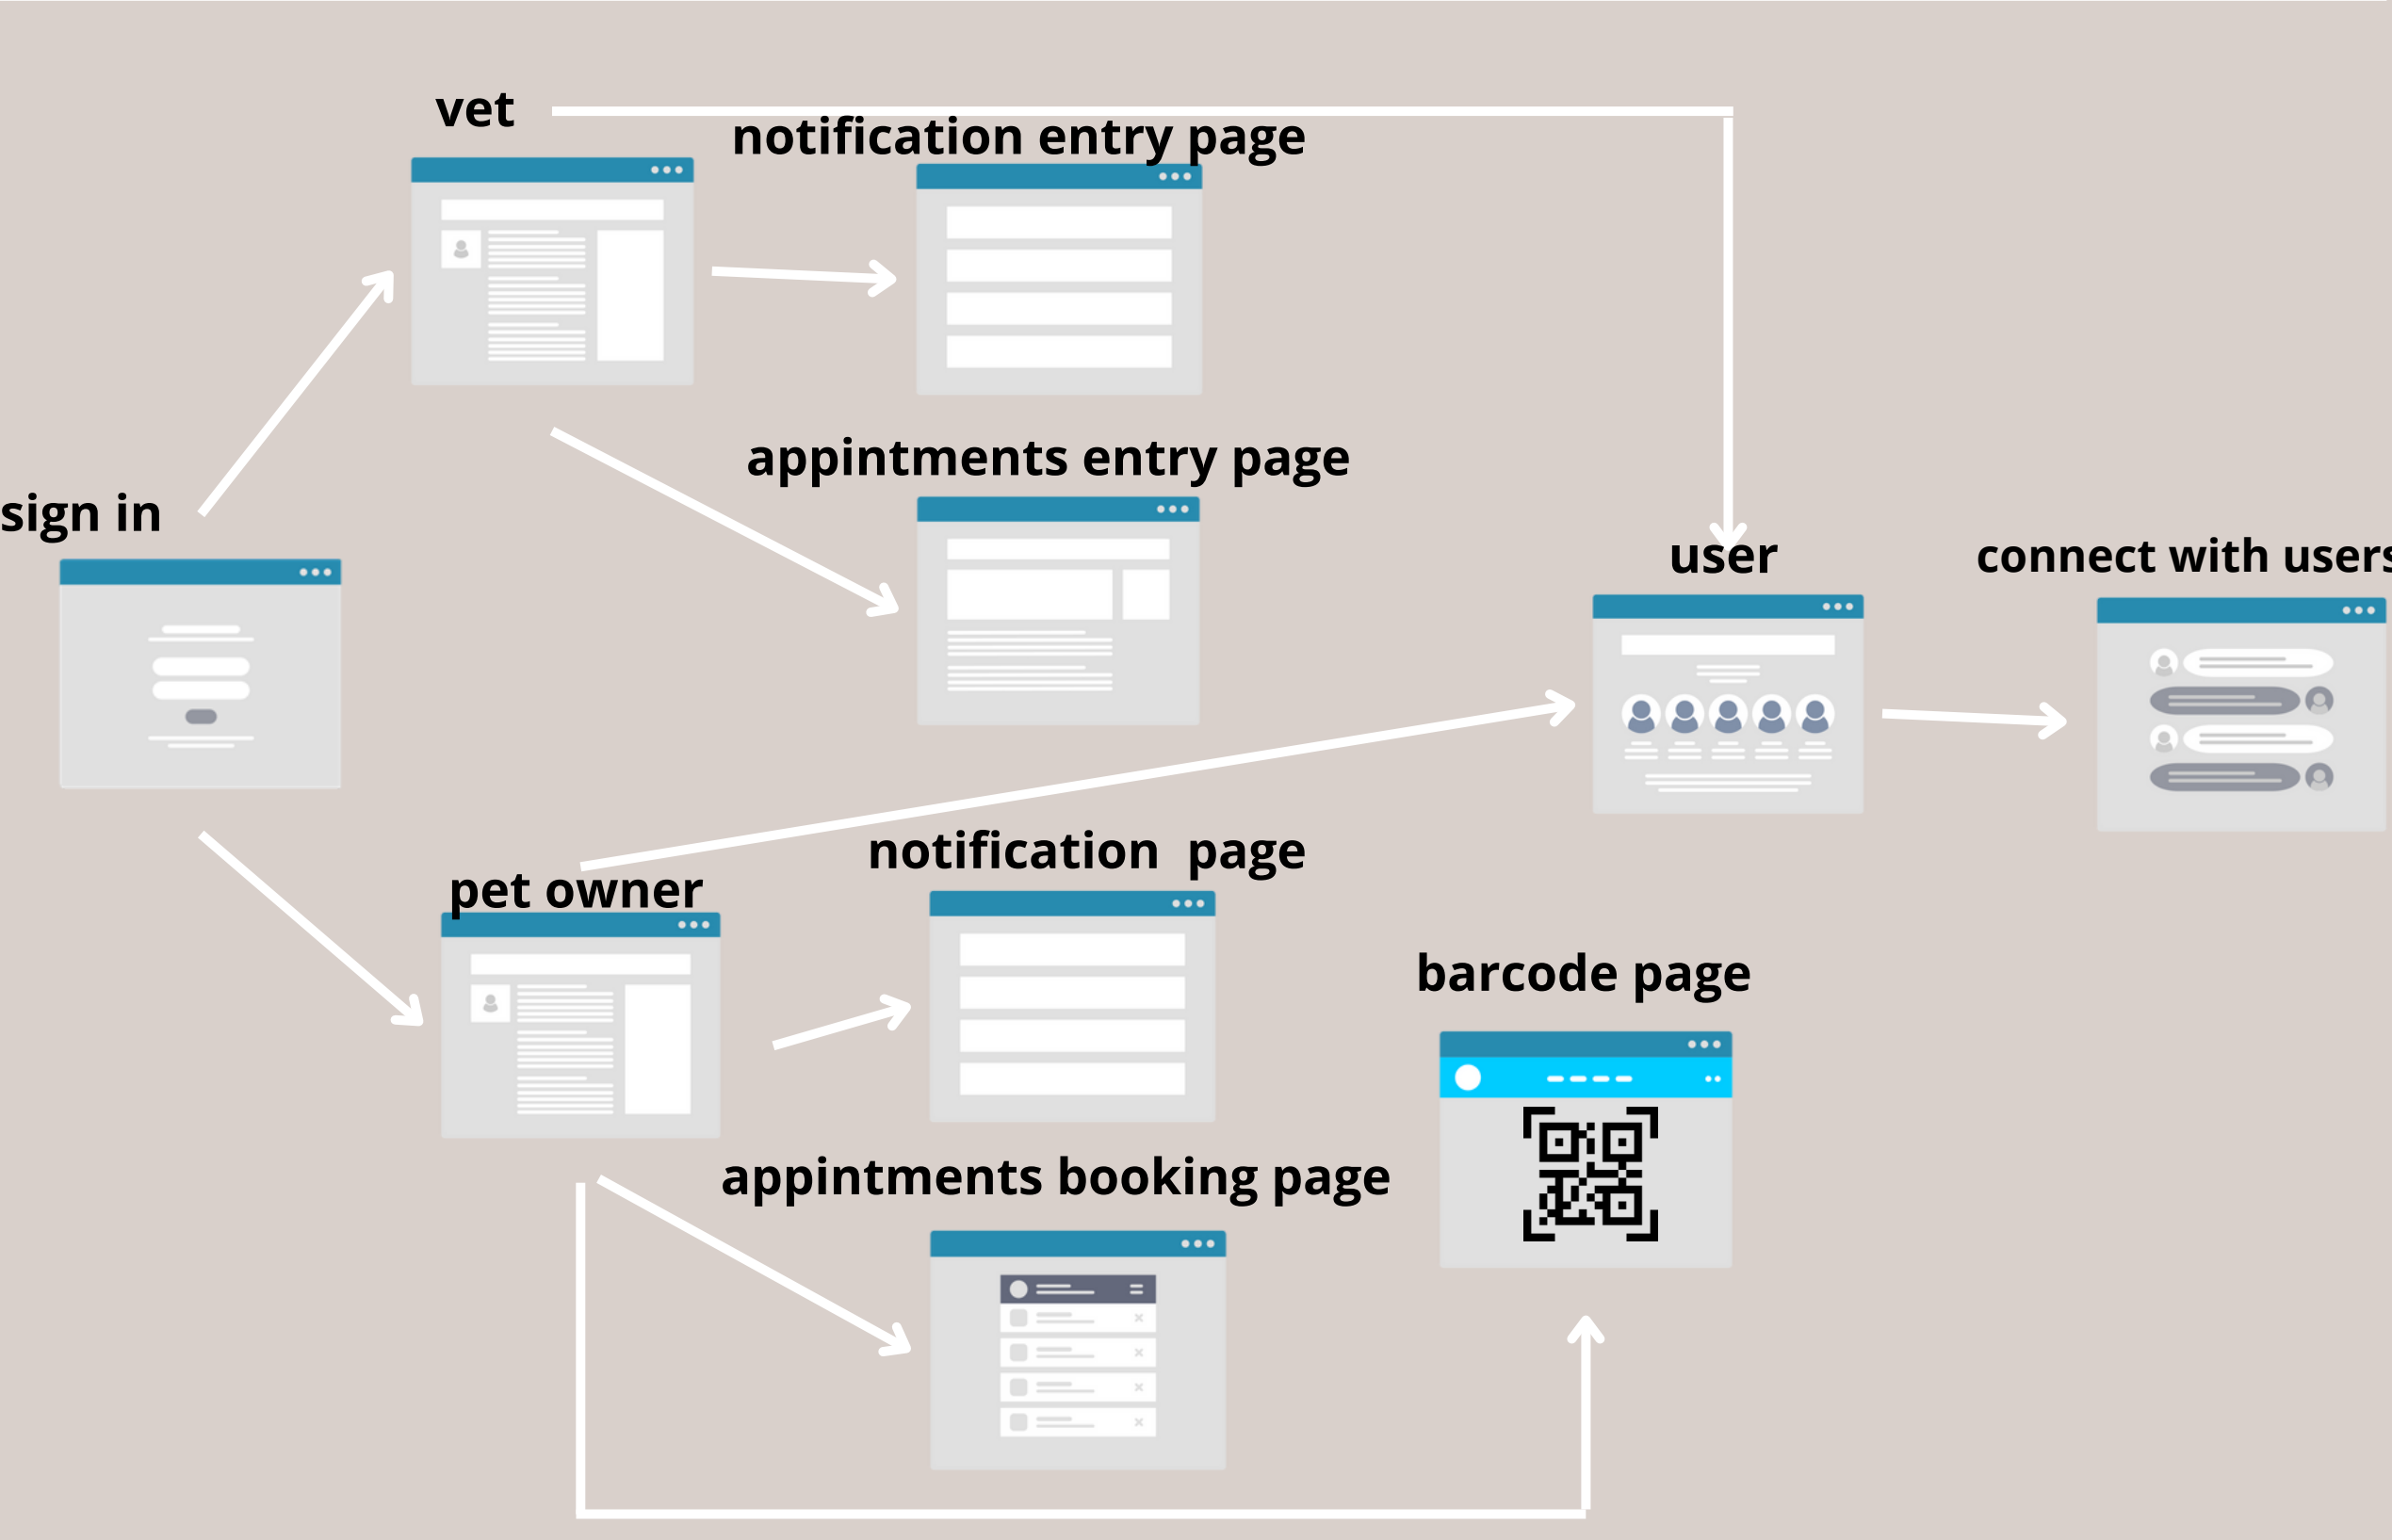 vet
notification entry page
appintments entry page
sign in
user
connect with users
notification page
pet owner
barcode page
appintments booking page